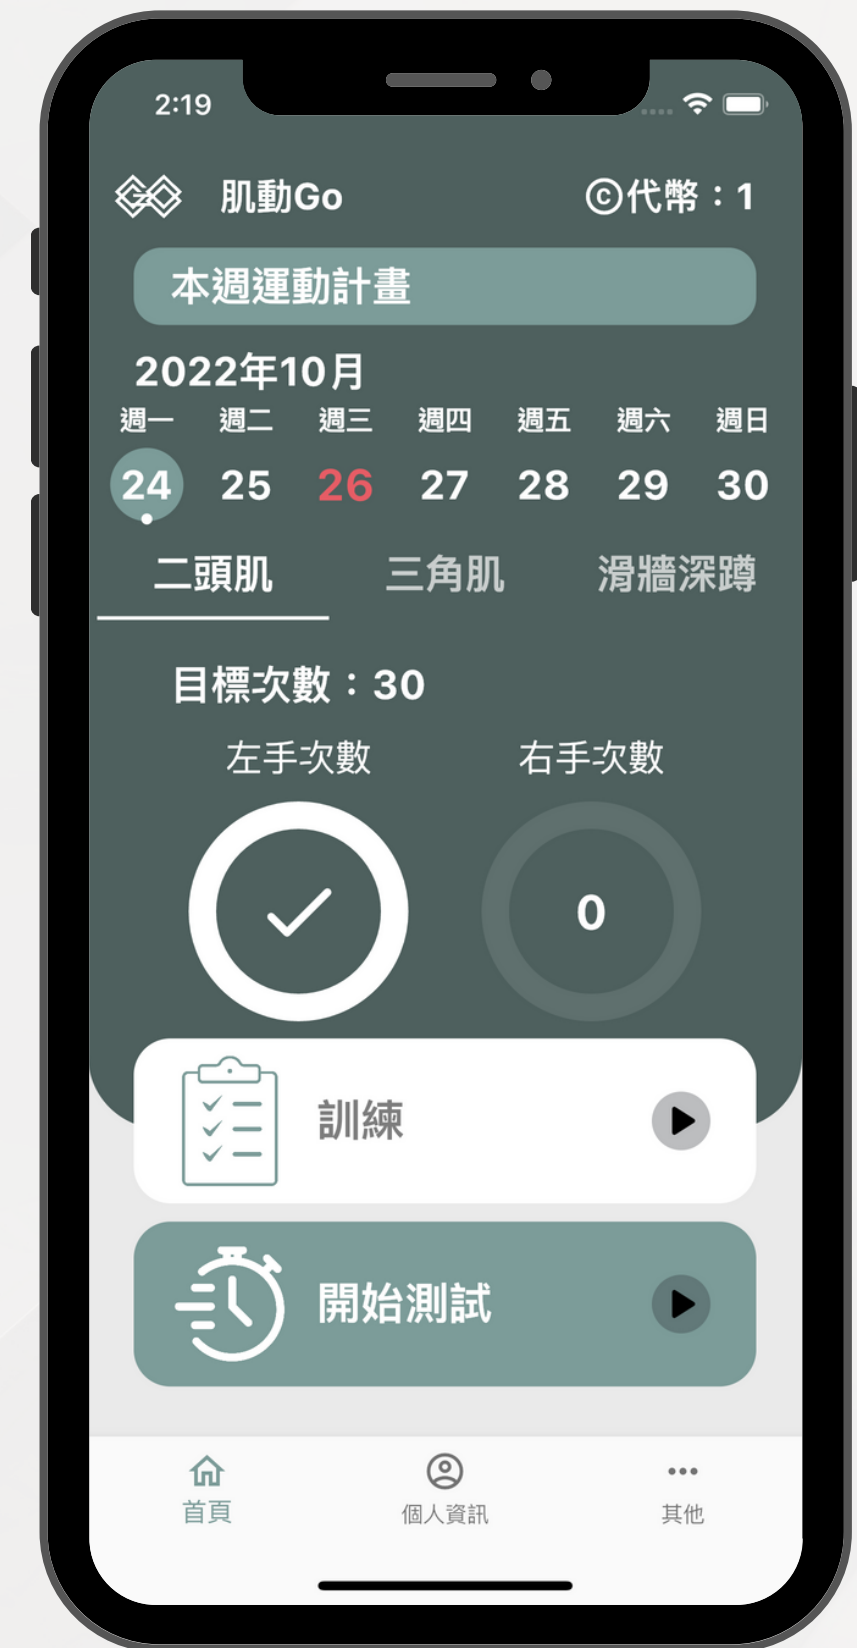 2:19
肌動Go
©代幣：1
本週運動計畫
2022年10月
週一 週二 週三 週四 週五 週六 週日
24 25 26 27 28 29 30
二頭肌 三角肌 滑牆深蹲
目標次數：30
左手次數 右手次數
0
訓練
開始測試
首頁 個人資訊 其他